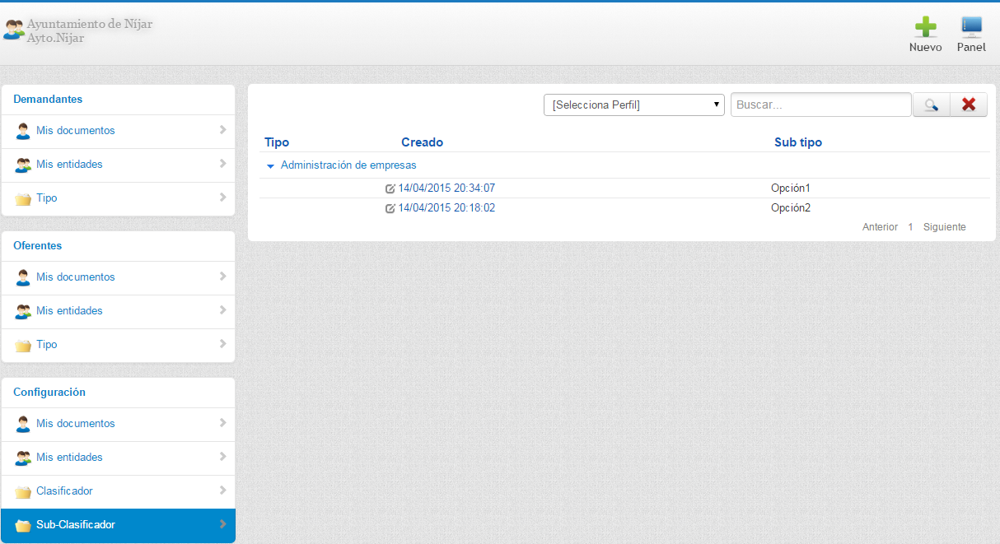 Ayuntamiento de Níjar
Ayto.Nijar
Nuevo
Panel
Demandantes
Mis documentos
Mis entidades
Tipo
Oferentes
Mis documentos
Mis entidades
Tipo
Configuración
Mis documentos
Mis entidades
Clasificador
Sub-Clasificador
[Selecciona Perfil]
Buscar...
Tipo Creado Sub tipo
Administración de empresas
14/04/2015 20:34:07 Opción1
14/04/2015 20:18:02 Opción2
Anterior 1 Siguiente